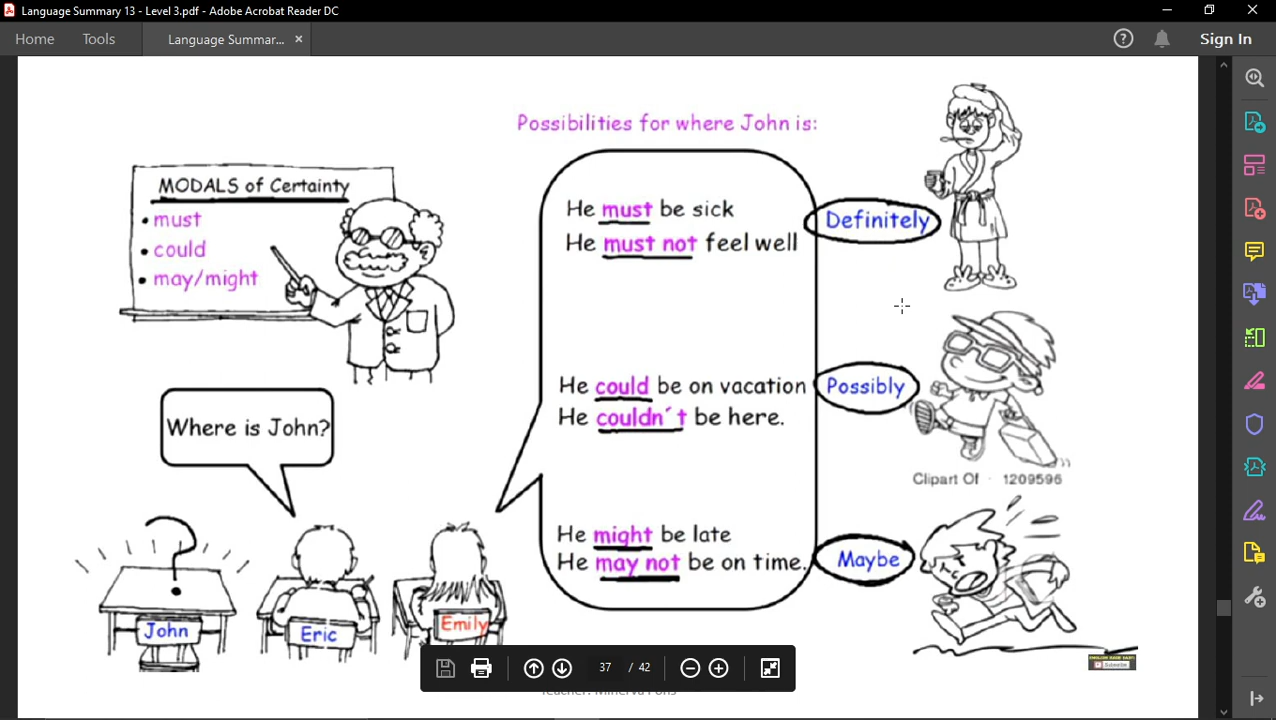 Language Summary 13 - Level 3.pdf - Adobe Acrobat Reader DC
Home
Tools
Language Summar...
Sign In
Possibilities for where John is:
MODALS of Certainty
• must
• could
• may/might
He must be sick
He must not feel well
Definitely
He could be on vacation
He couldn´t be here.
Possibly
Clipart Of · 1209596
Where is John?
He might be late
He may not be on time.
Maybe
John
Eric
Emily
37 / 42
Subscribe